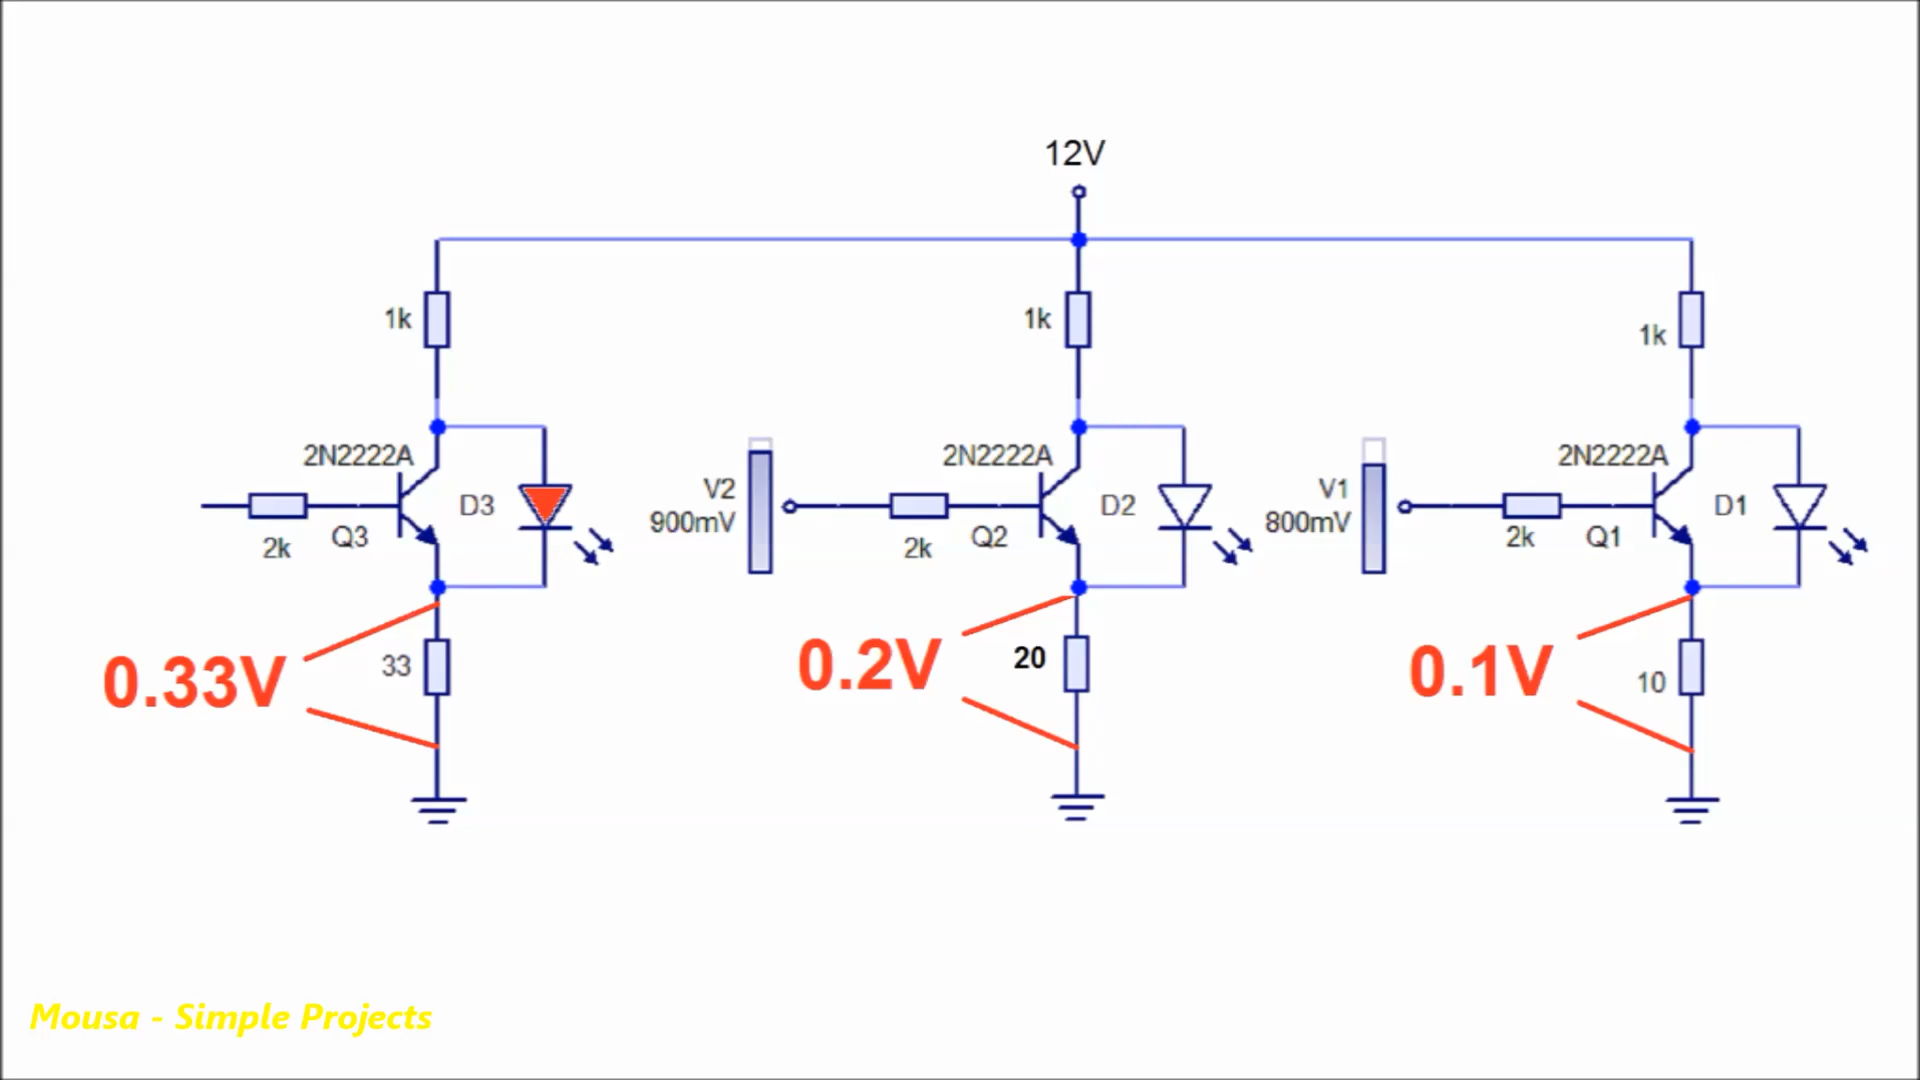 12V
1k
1k
1k
2N2222A
2N2222A
2N2222A
D3
V2
900mV
D2
V1
800mV
D1
2k
Q3
2k
Q2
2k
Q1
0.33V
33
0.2V
20
0.1V
10
Mousa - Simple Projects